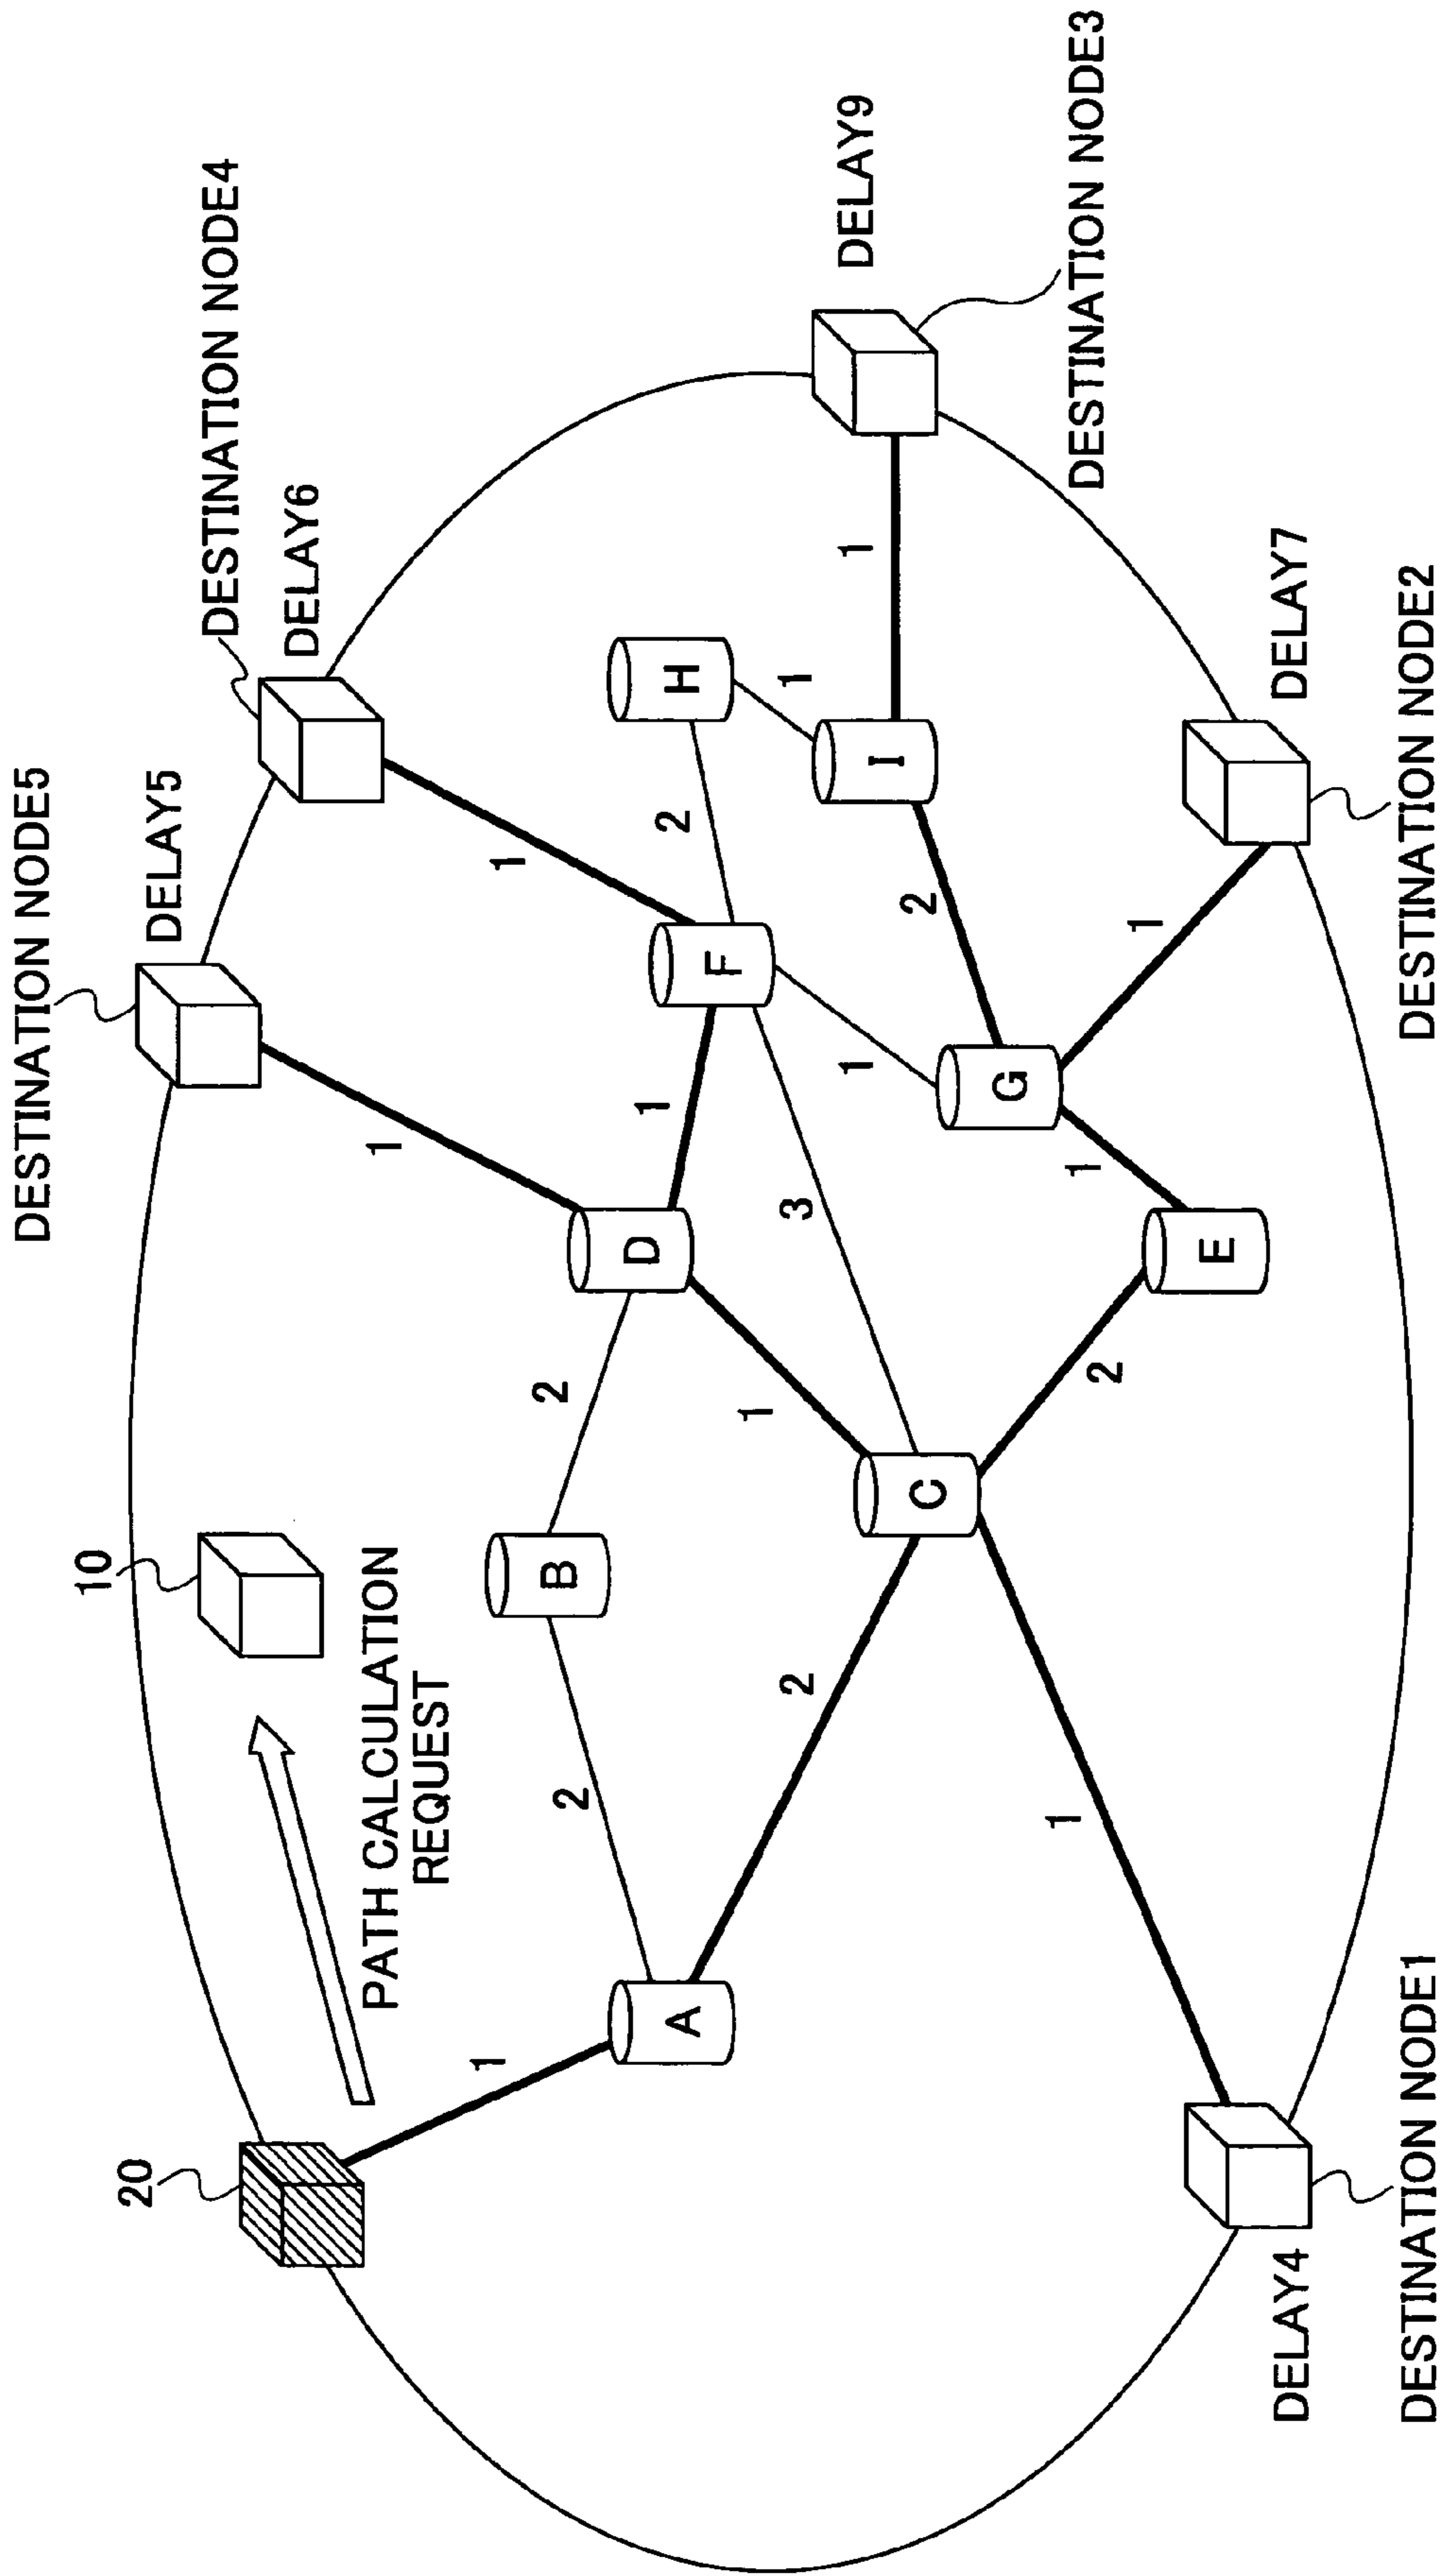 DESTINATION NODE5
DELAY5
DESTINATION NODE4
DELAY6
10
20
PATH CALCULATION
REQUEST
1
1
2
2
B
D
1
F
2
H
1
DELAY9
DESTINATION NODE3
1
A
2
1
3
1
I
1
C
2
G
2
1
E
1
1
DELAY7
DESTINATION NODE2
DELAY4
DESTINATION NODE1